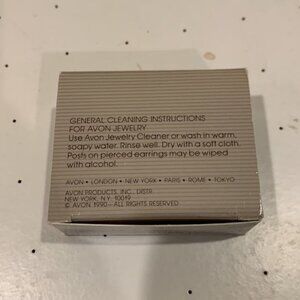 GENERAL CLEANING INSTRUCTIONS
FOR AVON JEWELRY
Use Avon Jewelry Cleaner or wash in warm,
soapy water. Rinse well. Dry with a soft cloth.
Posts on pierced earrings may be wiped
with alcohol.
AVON • LONDON • NEW YORK • PARIS • ROME • TOKYO
AVON PRODUCTS, INC., DISTR.
NEW YORK, N.Y. 10019
© AVON 1990—ALL RIGHTS RESERVED